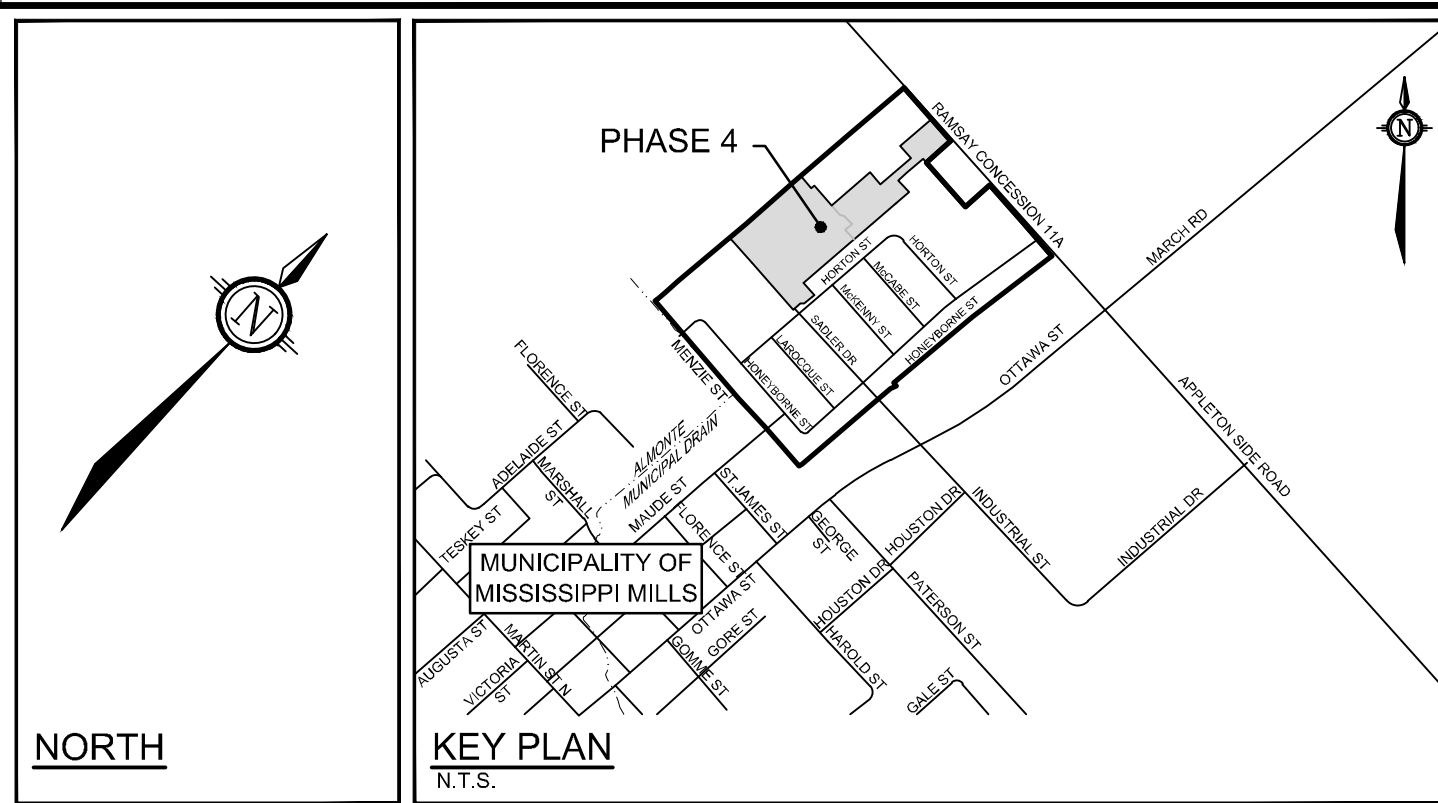 N
NORTH
PHASE 4
RAMSAY CONCESSION 11A
N
MARCH RD
HORTON ST
HORTON ST
McCABE ST
McKENNY ST
SADLER DR
HONEYBORNE ST
LAROCQUE ST
HONEYBORNE ST
MENZIE ST.
OTTAWA ST
APPLETON SIDE ROAD
FLORENCE ST
ADELAIDE ST
MARSHALL
ST
ALMONTE
MUNICIPAL DRAIN
MAUDE ST
ST.JAMES ST
FLORENCE ST
TESKEY ST
GEORGE
ST
HOUSTON DR
INDUSTRIAL ST
INDUSTRIAL DR
MUNICIPALITY OF
MISSISSIPPI MILLS
HOUSTON DR
PATERSON ST
OTTAWA ST
GORE ST
HAROLD ST
AUGUSTA ST
VICTORIA
ST
MARTIN ST N
GOMME ST
GALE ST
KEY PLAN
N.T.S.